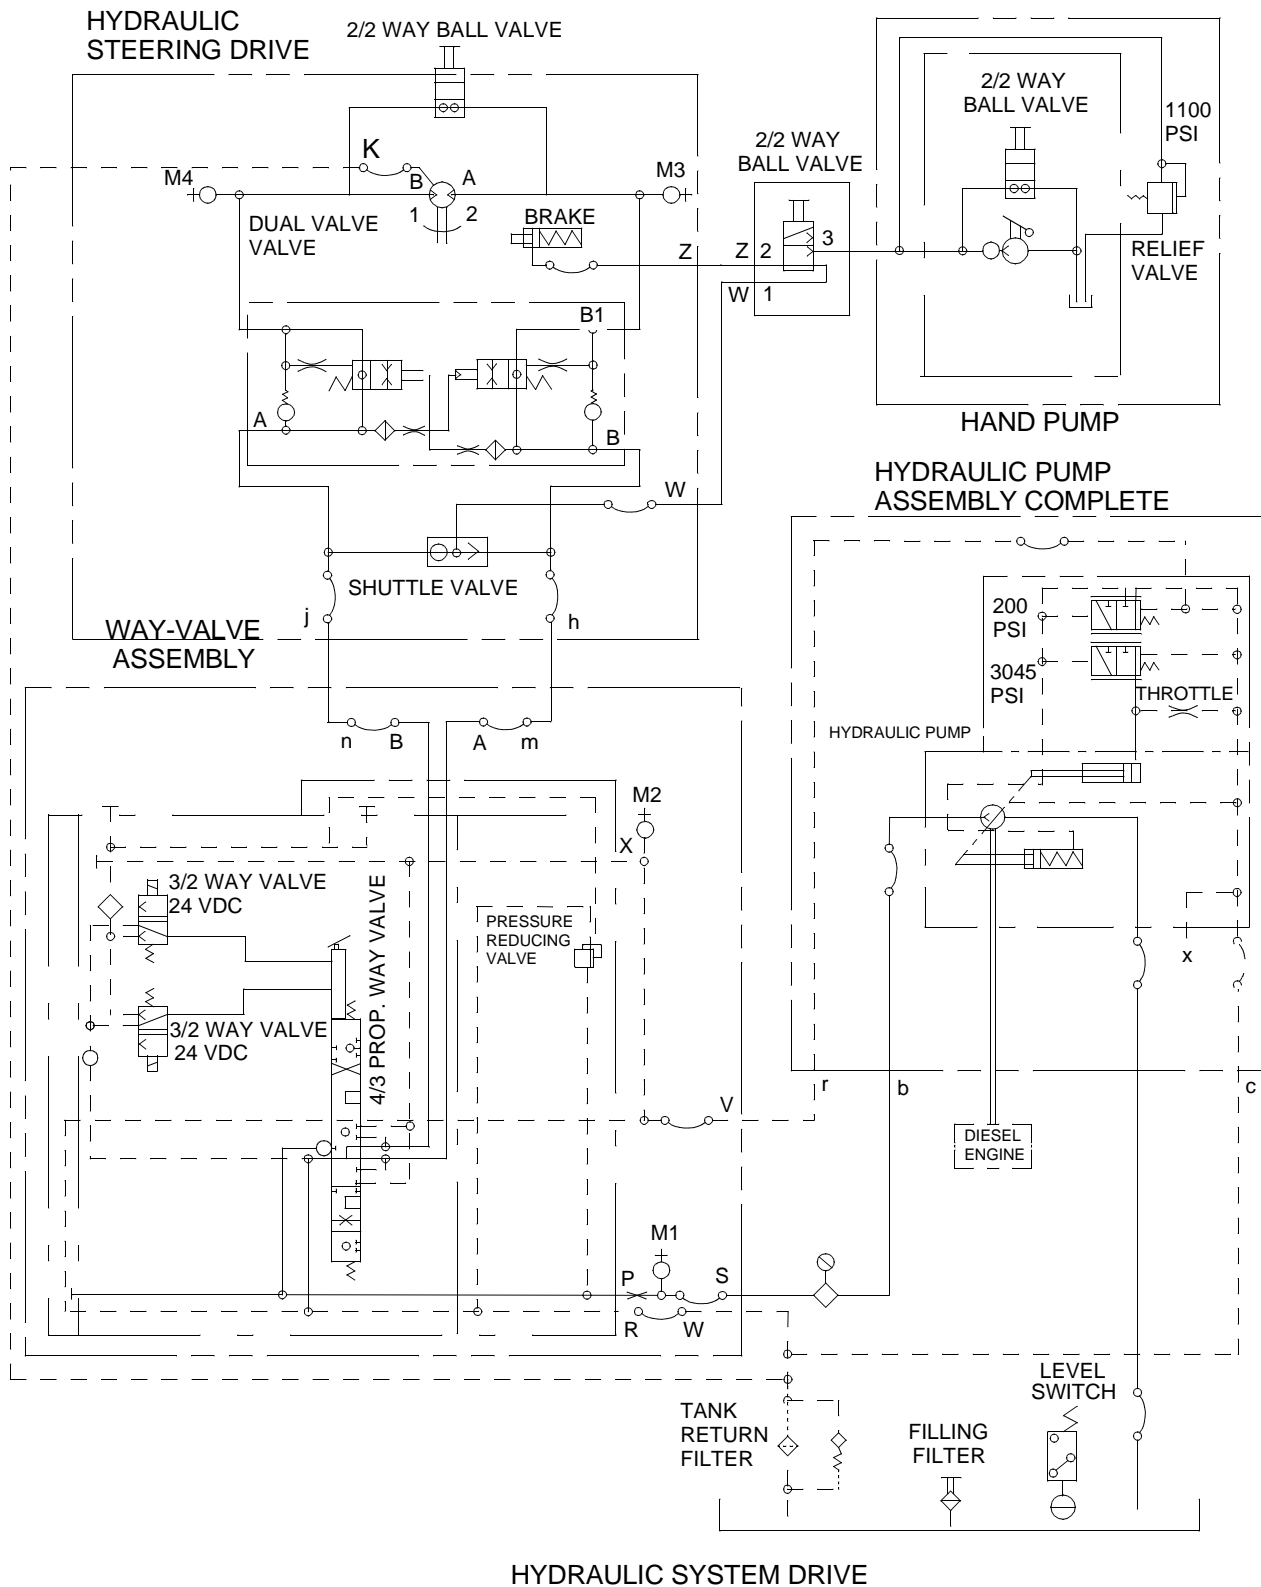 HYDRAULIC
STEERING DRIVE
2/2 WAY BALL VALVE
K
M4
B
A
1
2
M3
DUAL VALVE
VALVE
BRAKE
Z
2/2 WAY
BALL VALVE
Z
2
3
W
1
2/2 WAY
BALL VALVE
1100
PSI
RELIEF
VALVE
HAND PUMP
B1
A
B
W
SHUTTLE VALVE
j
h
WAY-VALVE
ASSEMBLY
HYDRAULIC PUMP
ASSEMBLY COMPLETE
200
PSI
3045
PSI
THROTTLE
HYDRAULIC PUMP
x
r
b
c
DIESEL
ENGINE
n
B
A
m
M2
X
3/2 WAY VALVE
24 VDC
3/2 WAY VALVE
24 VDC
4/3 PROP. WAY VALVE
PRESSURE
REDUCING
VALVE
V
M1
P
S
R
W
TANK
RETURN
FILTER
FILLING
FILTER
LEVEL
SWITCH
HYDRAULIC SYSTEM DRIVE